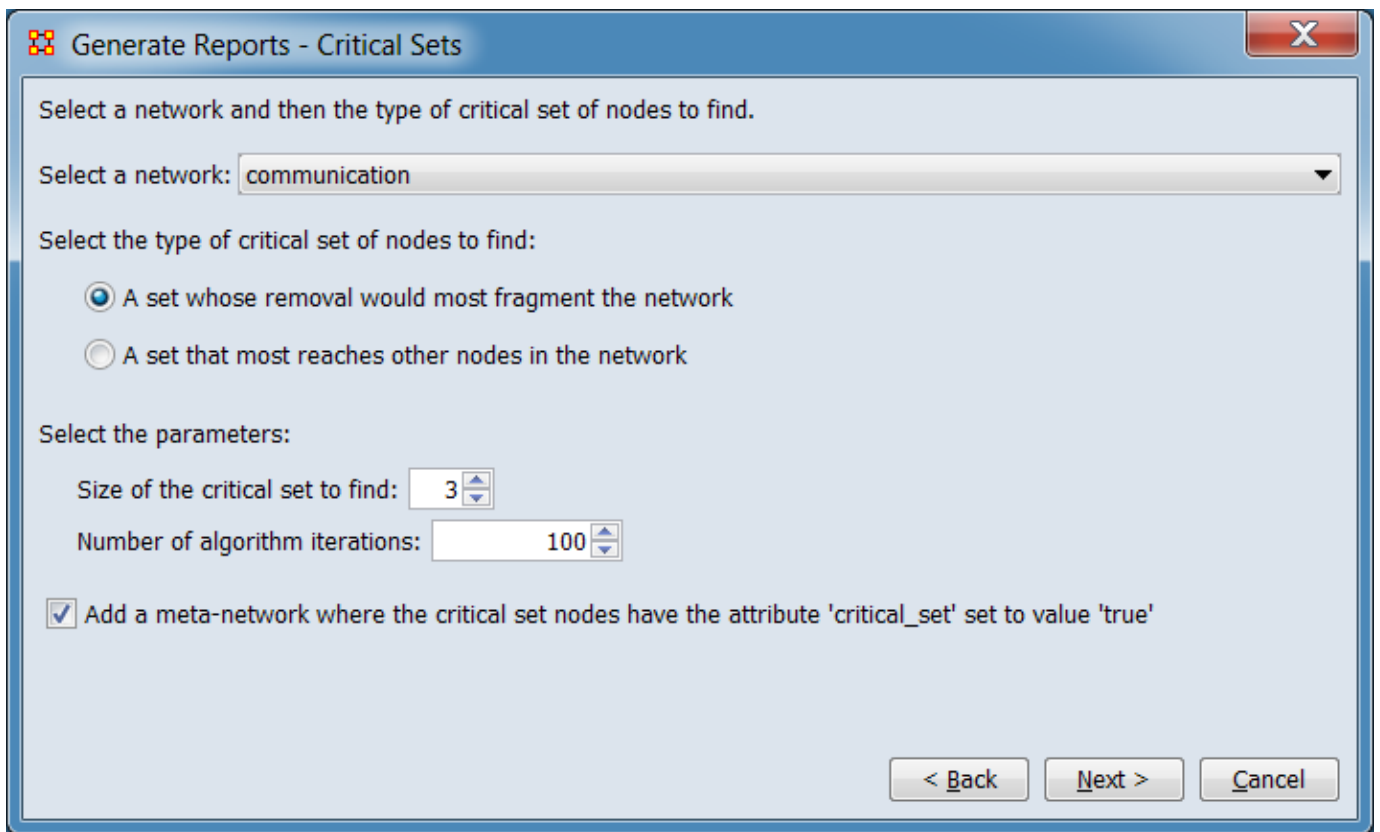 Generate Reports - Critical Sets
Select a network and then the type of critical set of nodes to find.
Select a network: communication
Select the type of critical set of nodes to find:
A set whose removal would most fragment the network
A set that most reaches other nodes in the network
Select the parameters:
Size of the critical set to find: 3
Number of algorithm iterations: 100
Add a meta-network where the critical set nodes have the attribute 'critical_set' set to value 'true'
< Back Next > Cancel